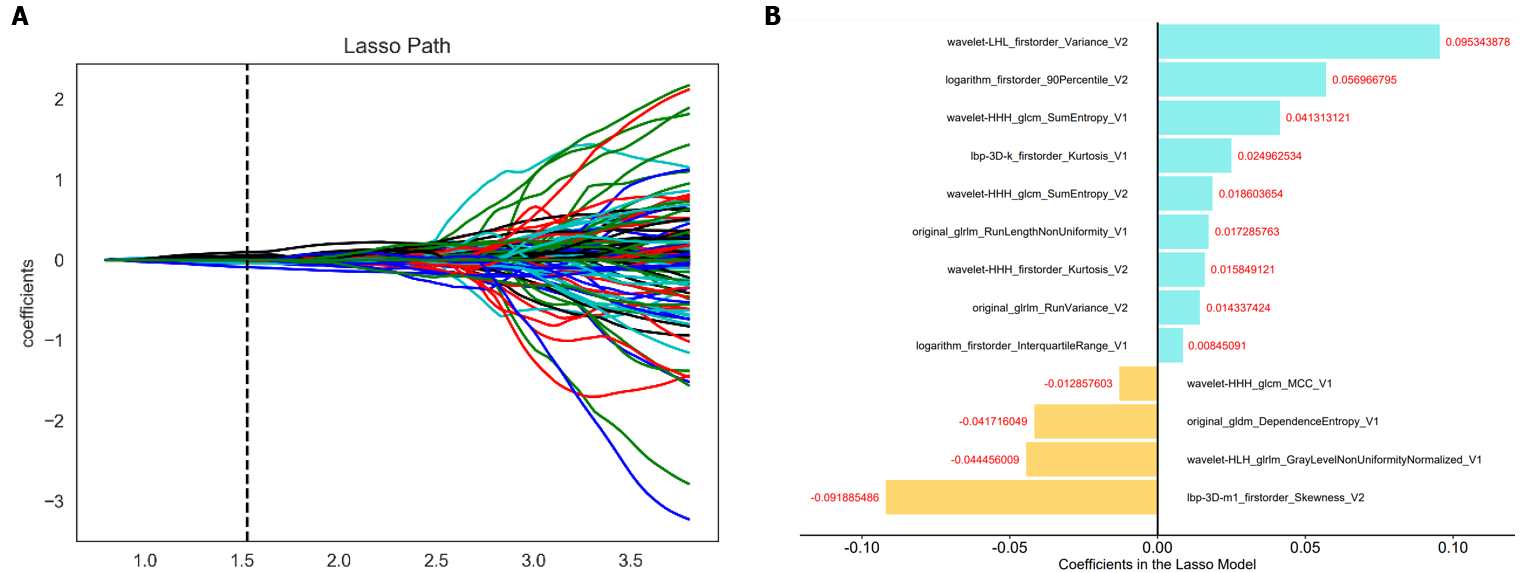 A
Lasso Path
2
1
0
−1
−2
−3
coefficients
1.0 1.5 2.0 2.5 3.0 3.5
B
wavelet-LHL_firstorder_Variance_V2 0.095343878
logarithm_firstorder_90Percentile_V2 0.056966795
wavelet-HHH_glcm_SumEntropy_V1 0.041313121
lbp-3D-k_firstorder_Kurtosis_V1 0.024962534
wavelet-HHH_glcm_SumEntropy_V2 0.018603654
original_glrlm_RunLengthNonUniformity_V1 0.017285763
wavelet-HHH_firstorder_Kurtosis_V2 0.015849121
original_glrlm_RunVariance_V2 0.014337424
logarithm_firstorder_InterquartileRange_V1 0.00845091
-0.012857603 wavelet-HHH_glcm_MCC_V1
-0.041716049 original_gldm_DependenceEntropy_V1
-0.044456009 wavelet-HLH_glrlm_GrayLevelNonUniformityNormalized_V1
-0.091885486 lbp-3D-m1_firstorder_Skewness_V2
-0.10 -0.05 0.00 0.05 0.10
Coefficients in the Lasso Model